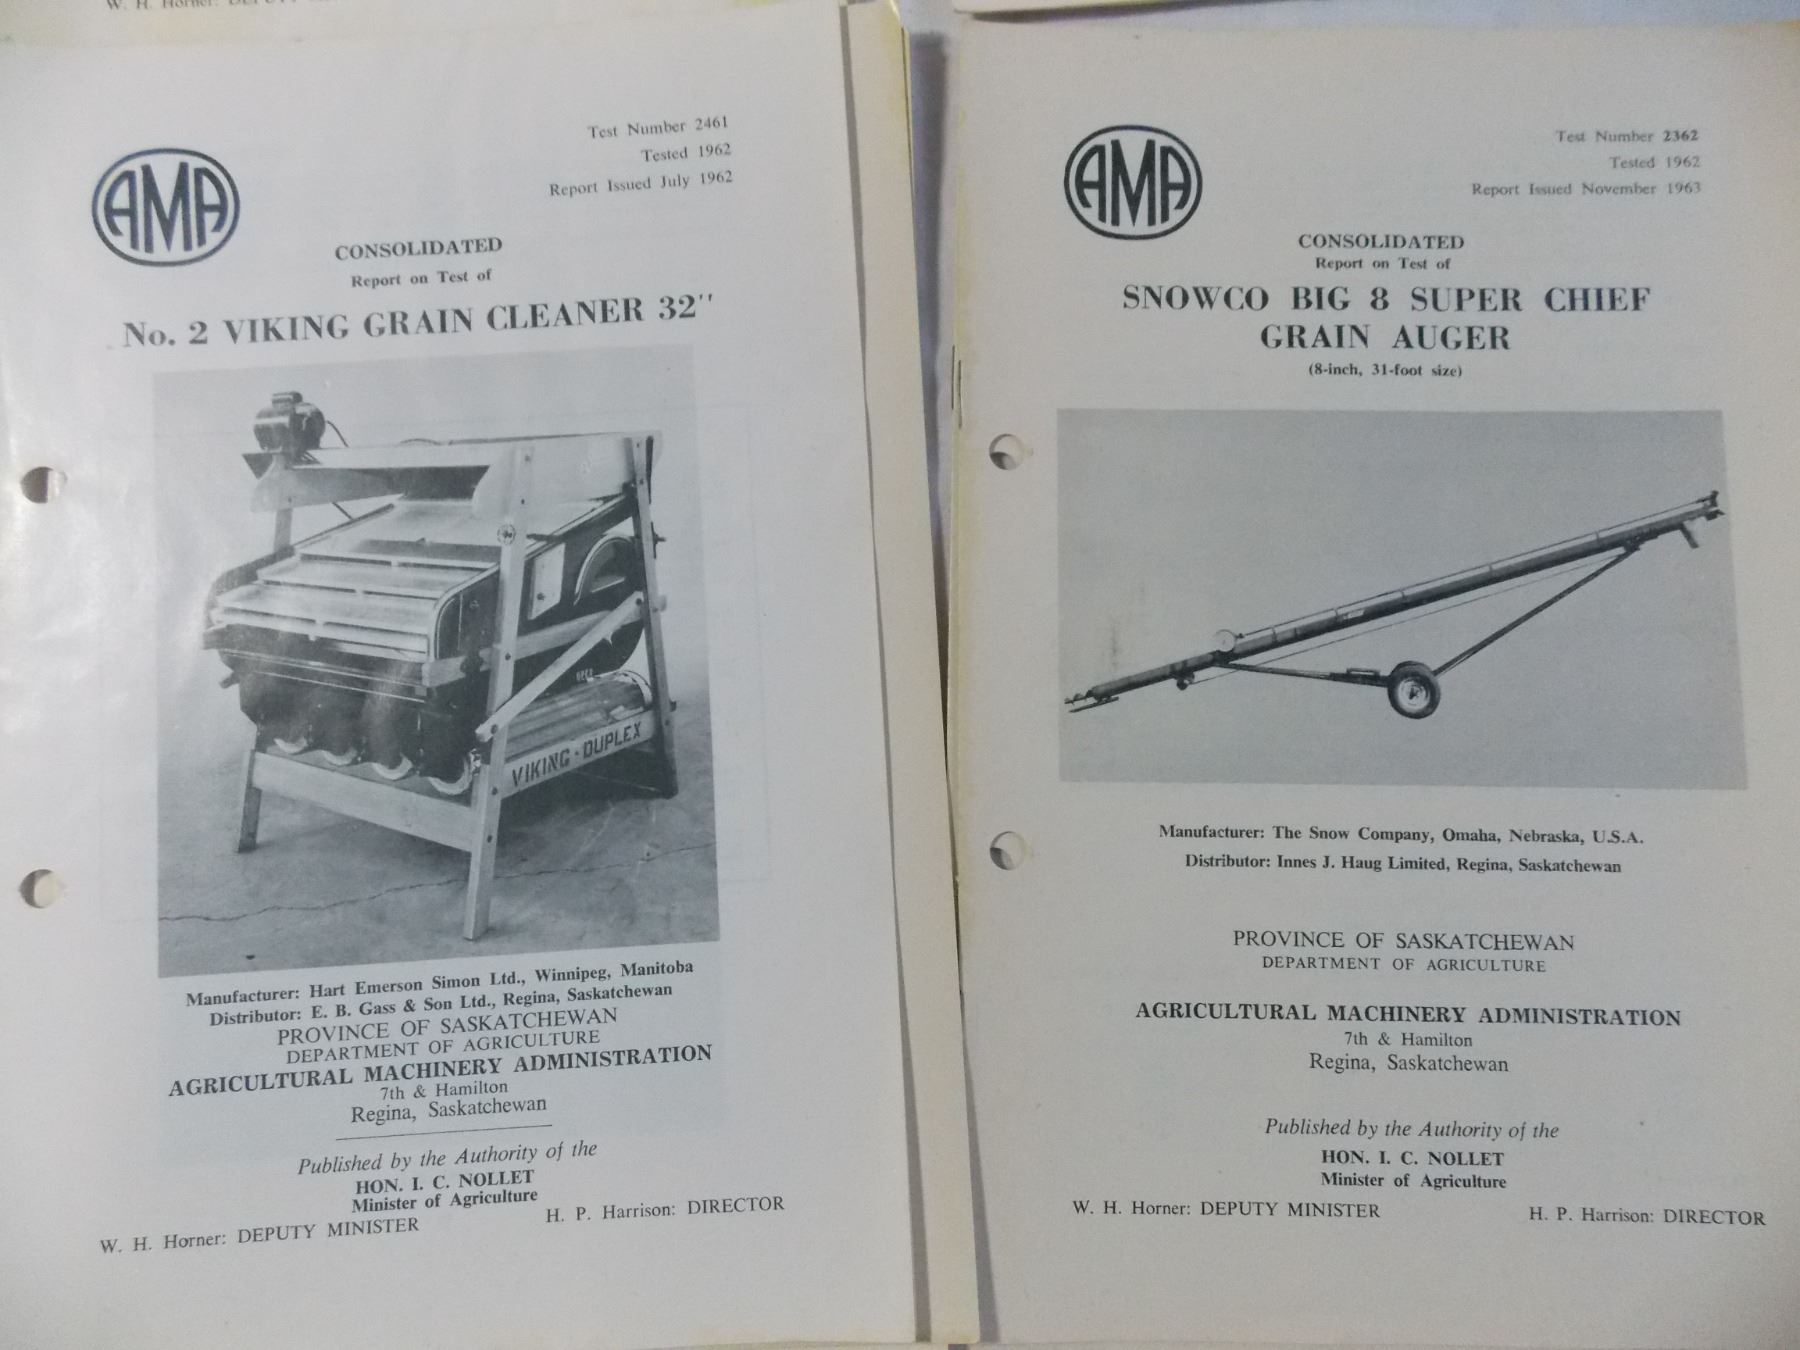 W. H. Horner:
AMA
Test Number 2461
Tested 1962
Report Issued July 1962
CONSOLIDATED
Report on Test of
No. 2 VIKING GRAIN CLEANER 32"
VIKING - DUPLEX
Manufacturer: Hart Emerson Simon Ltd., Winnipeg, Manitoba
Distributor: E. B. Gass & Son Ltd., Regina, Saskatchewan
PROVINCE OF SASKATCHEWAN
DEPARTMENT OF AGRICULTURE
AGRICULTURAL MACHINERY ADMINISTRATION
7th & Hamilton
Regina, Saskatchewan
Published by the Authority of the
HON. I. C. NOLLET
Minister of Agriculture
W. H. Horner: DEPUTY MINISTER
H. P. Harrison: DIRECTOR
AMA
Test Number 2362
Tested 1962
Report Issued November 1963
CONSOLIDATED
Report on Test of
SNOWCO BIG 8 SUPER CHIEF
GRAIN AUGER
(8-inch, 31-foot size)
Manufacturer: The Snow Company, Omaha, Nebraska, U.S.A.
Distributor: Innes J. Haug Limited, Regina, Saskatchewan
PROVINCE OF SASKATCHEWAN
DEPARTMENT OF AGRICULTURE
AGRICULTURAL MACHINERY ADMINISTRATION
7th & Hamilton
Regina, Saskatchewan
Published by the Authority of the
HON. I. C. NOLLET
Minister of Agriculture
W. H. Horner: DEPUTY MINISTER
H. P. Harrison: DIRECTOR